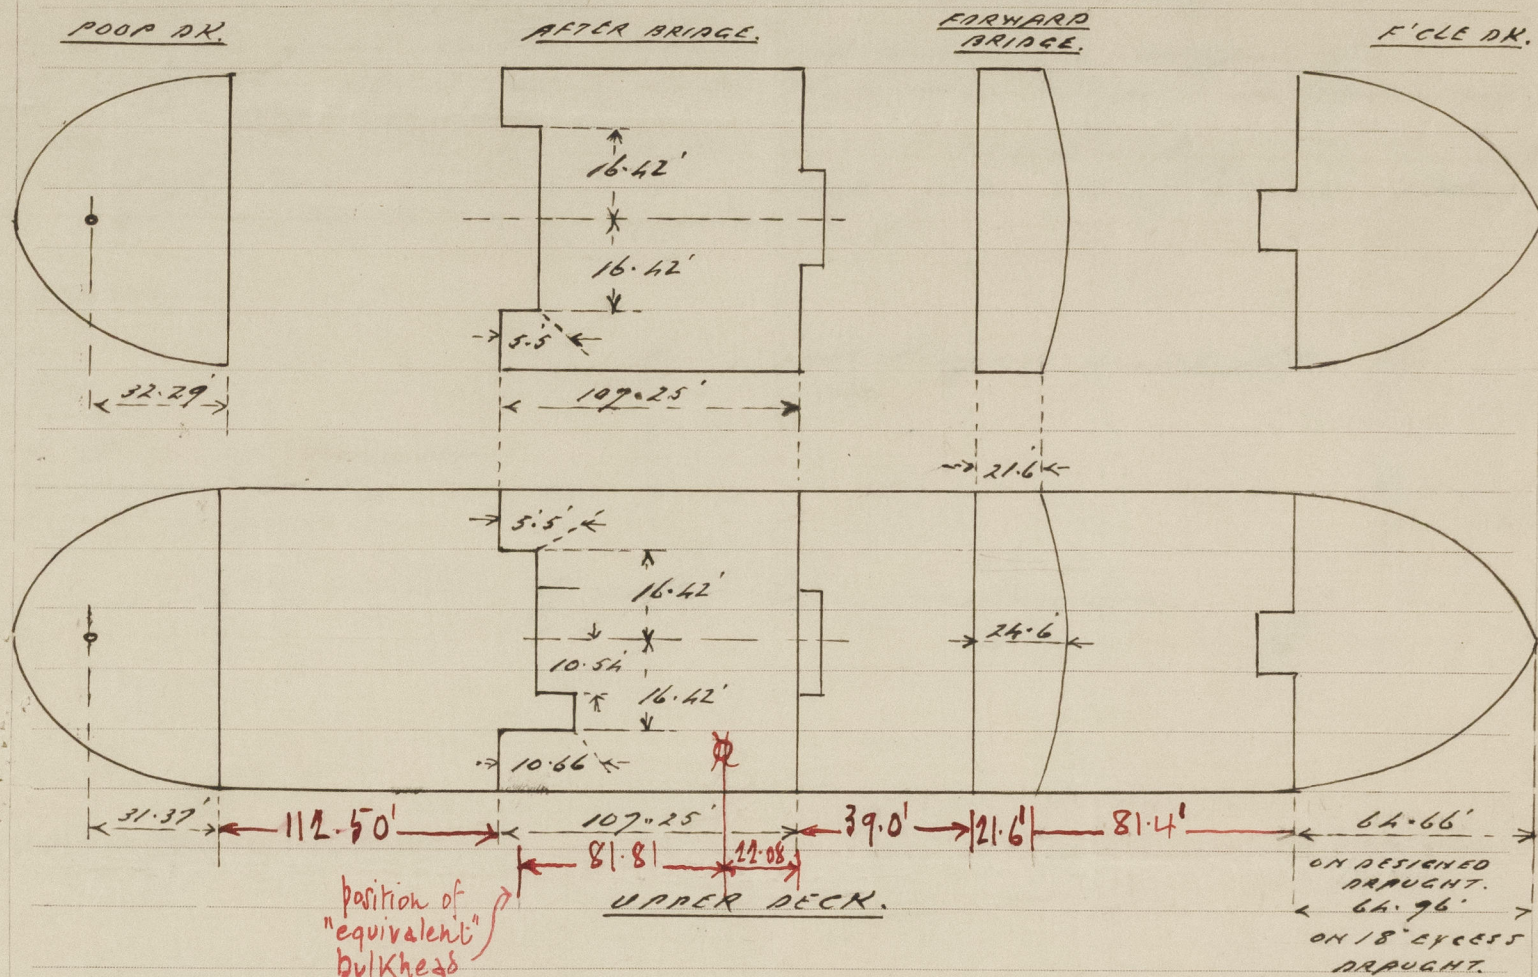 POOP DK.
AFTER BRIDGE.
FORWARD
BRIDGE.
F'CLE DK.
16.42'
16.42'
5.5'
32.29'
107.25'
21.6'
5.5'
16.42'
24.6'
10.54'
16.42'
10.66'
31.37'
112.50'
107.25'
39.0'
21.6'
81.4'
64.66'
81.81
22.08
ON DESIGNED
DRAUGHT.
64.96'
ON 18" EXCESS
DRAUGHT.
UPPER DECK.
position of
"equivalent"
bulkhead